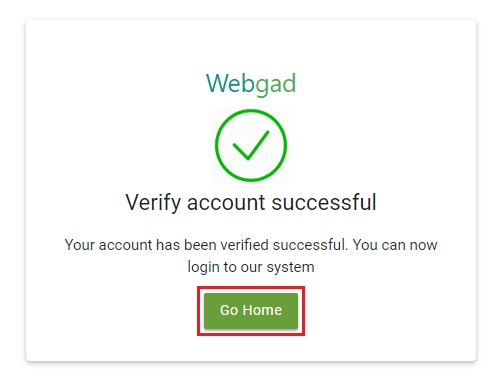 Webgad
Verify account successful
Your account has been verified successful. You can now
login to our system
Go Home